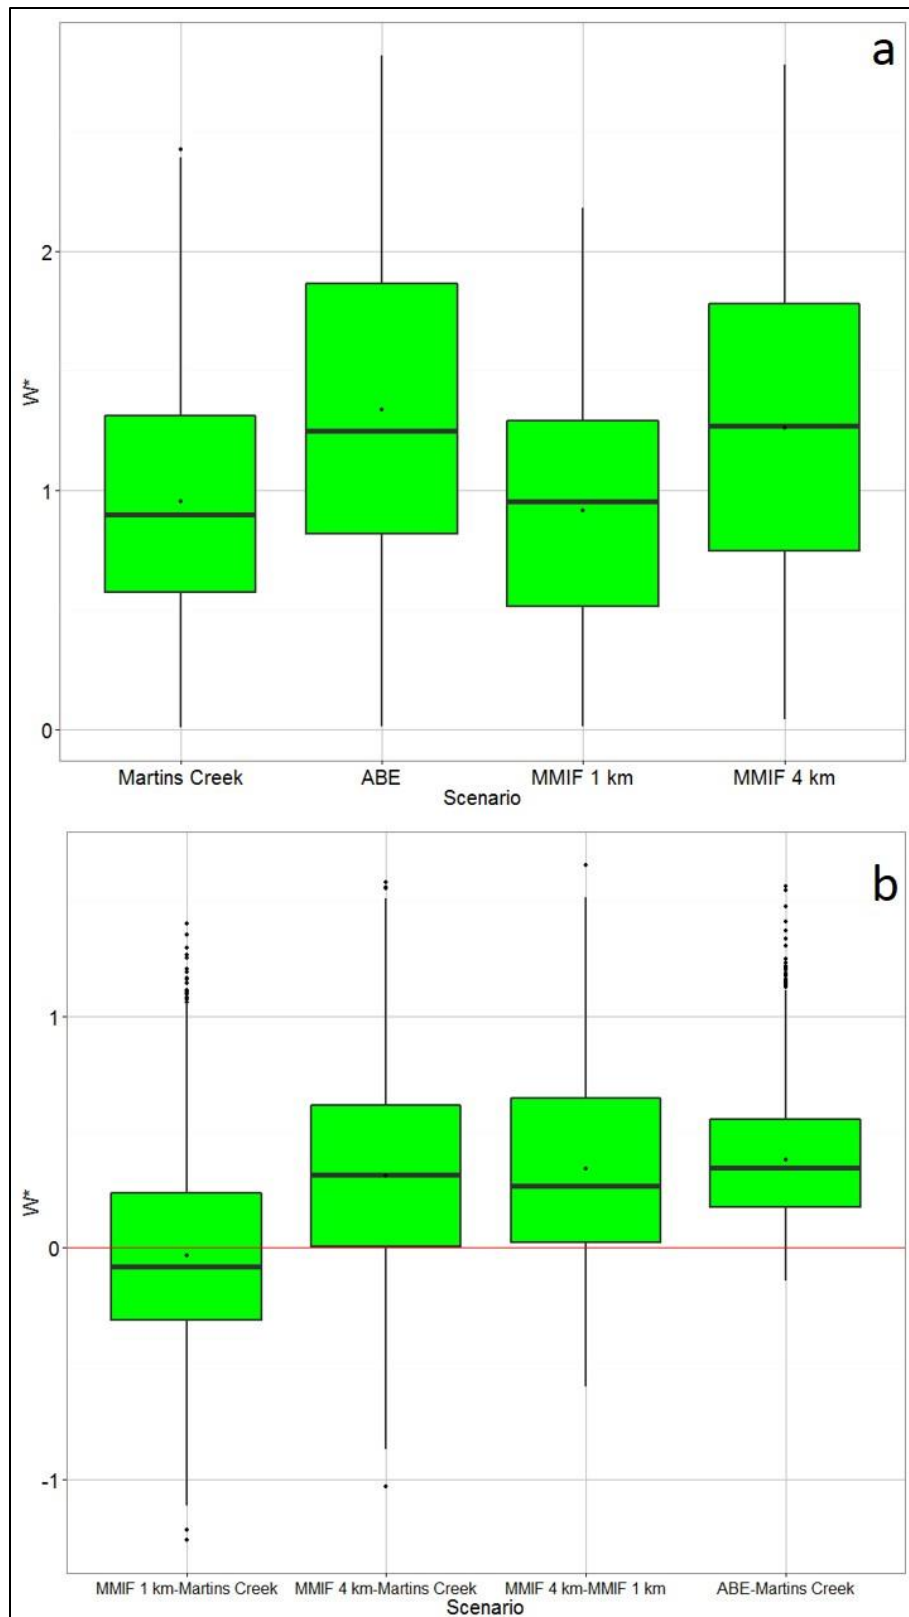 a
2
1
0
W*
Martins Creek ABE MMIF 1 km MMIF 4 km
Scenario
b
1
0
-1
W*
MMIF 1 km-Martins Creek MMIF 4 km-Martins Creek MMIF 4 km-MMIF 1 km ABE-Martins Creek
Scenario